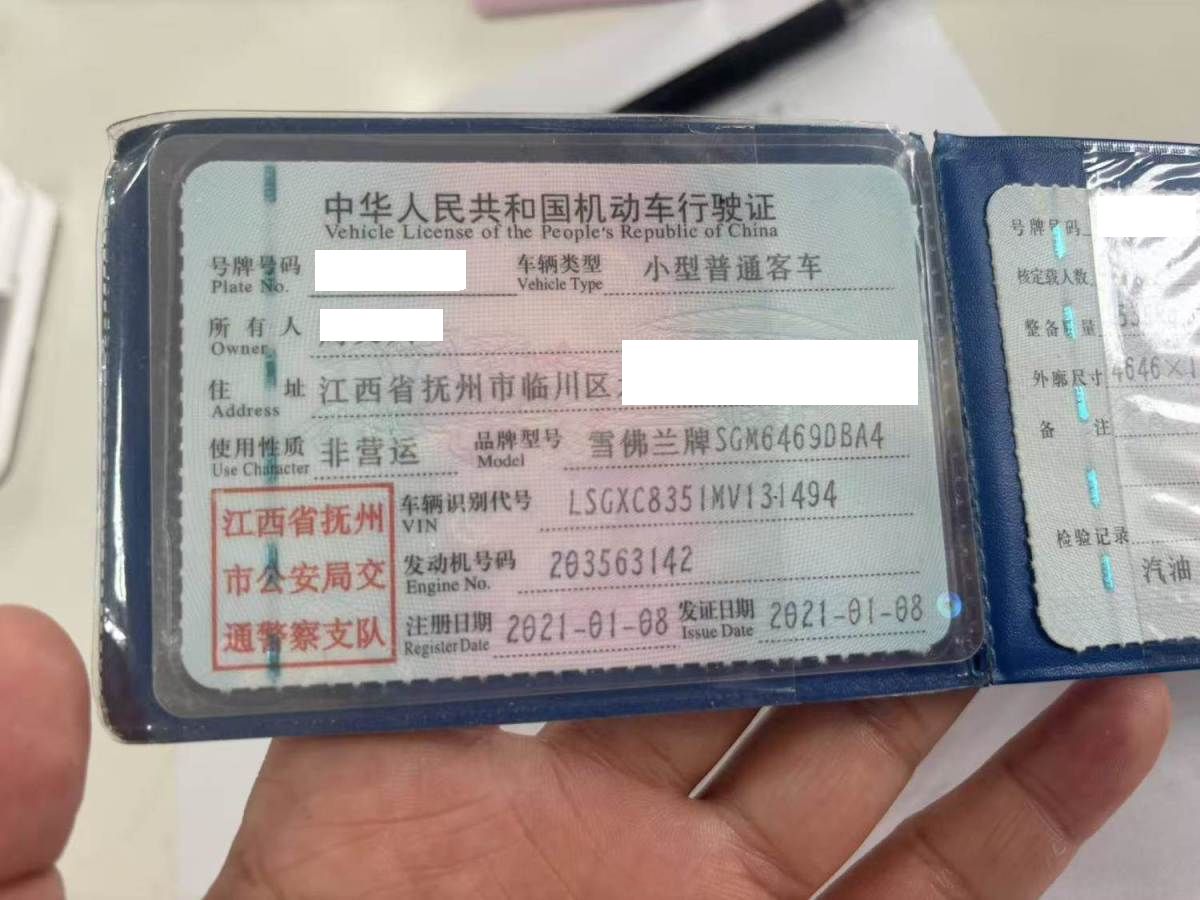 中华人民共和国机动车行驶证
Vehicle License of the People's Republic of China
号牌号码 车辆类型 小型普通客车
Plate No. Vehicle Type
所有人
Owner
住址 江西省抚州市临川区
Address
使用性质 非营运 品牌型号 雪佛兰牌SGM6469DBA4
Use Character Model
江西省抚州
市公安局交
通警察支队
车辆识别代号 LSGXC8351MV131494
VIN
发动机号码 203563142
Engine No.
注册日期 2021-01-08 发证日期 2021-01-08
Register Date Issue Date
号牌号码
核定载人数
整备质量
外廓尺寸 4646×1
备注
检验记录
汽油